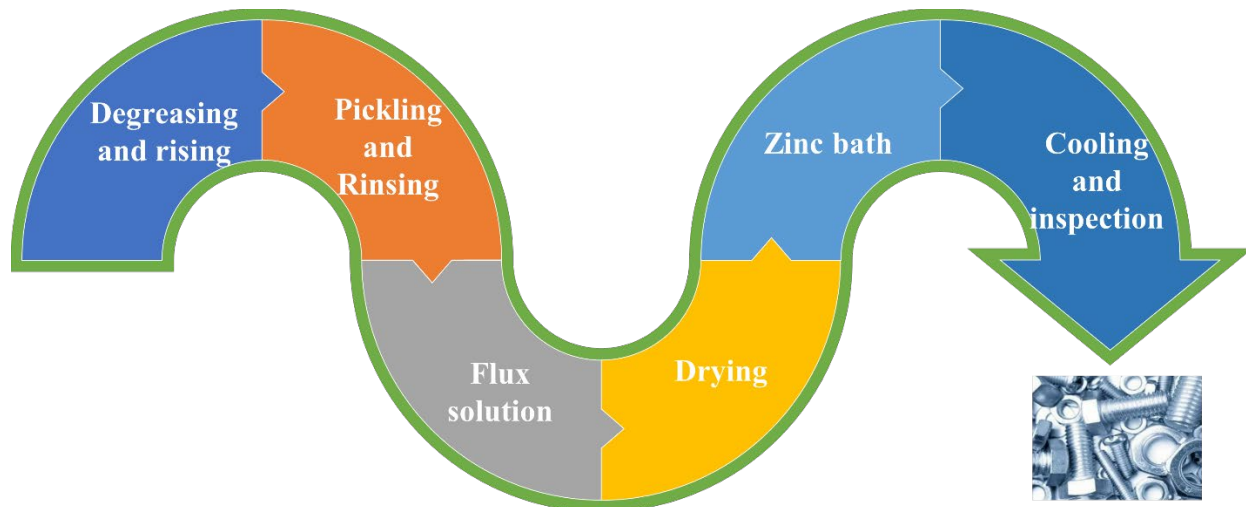 Degreasing
and rising
Pickling
and
Rinsing
Flux
solution
Drying
Zinc bath
Cooling
and
inspection